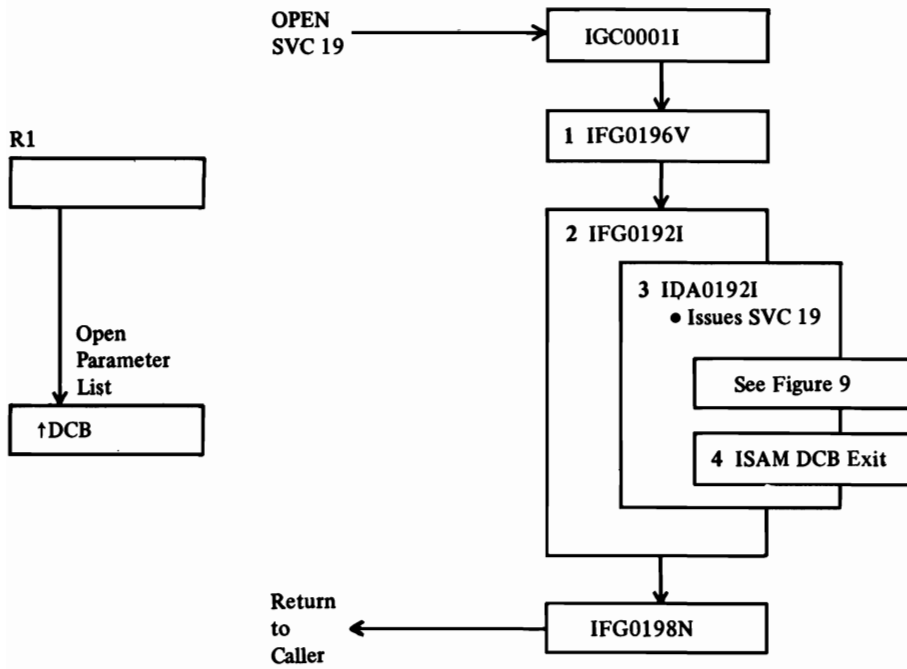 OPEN
SVC 19
IGC0001I
1 IFG0196V
R1
2 IFG0192I
3 IDA0192I
• Issues SVC 19
Open
Parameter
List
See Figure 9
↑DCB
4 ISAM DCB Exit
Return
to
Caller
IFG0198N